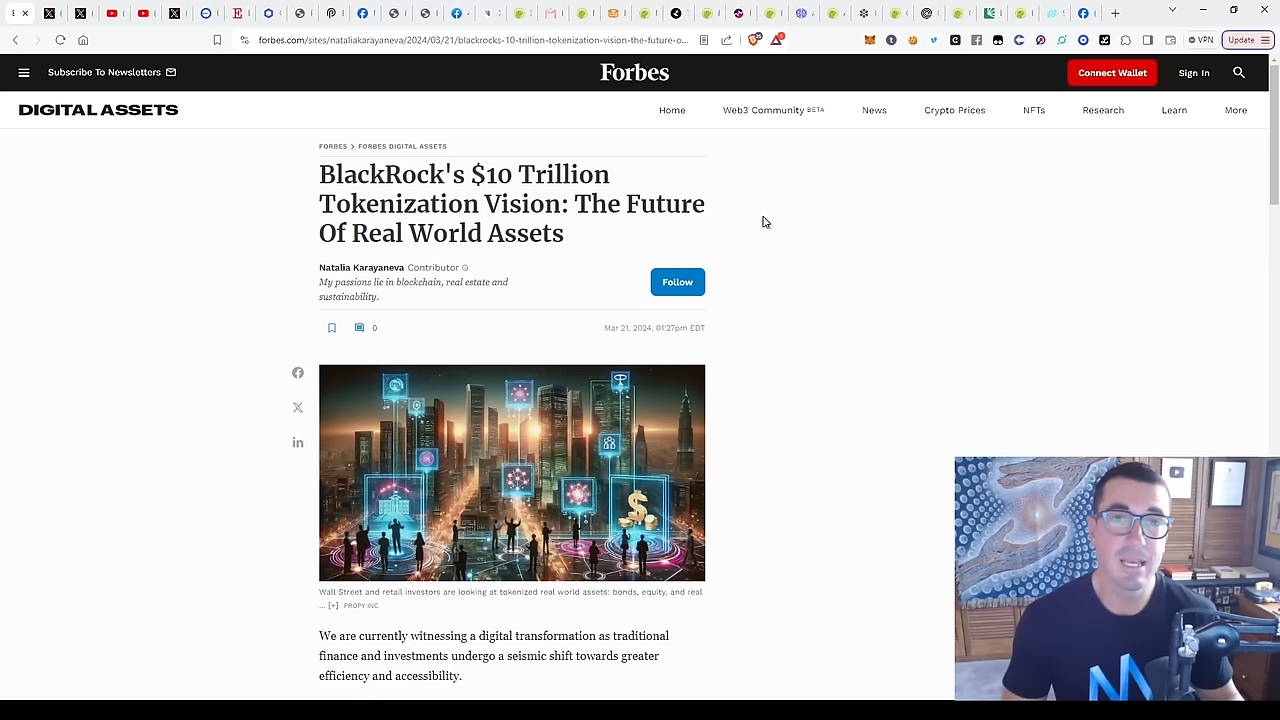 forbes.com/sites/nataliakarayaneva/2024/03/21/blackrocks-10-trillion-tokenization-vision-the-future-o...
VPN
Update
Subscribe To Newsletters
Forbes
Connect Wallet
Sign In
DIGITAL ASSETS
Home
Web3 Community BETA
News
Crypto Prices
NFTs
Research
Learn
More
FORBES > FORBES DIGITAL ASSETS
BlackRock's $10 Trillion
Tokenization Vision: The Future
Of Real World Assets
Natalia Karayaneva Contributor
My passions lie in blockchain, real estate and
sustainability.
Follow
0
Mar 21, 2024, 01:27pm EDT
Wall Street and retail investors are looking at tokenized real world assets: bonds, equity, and real
... [+] PROPY INC
We are currently witnessing a digital transformation as traditional
finance and investments undergo a seismic shift towards greater
efficiency and accessibility.